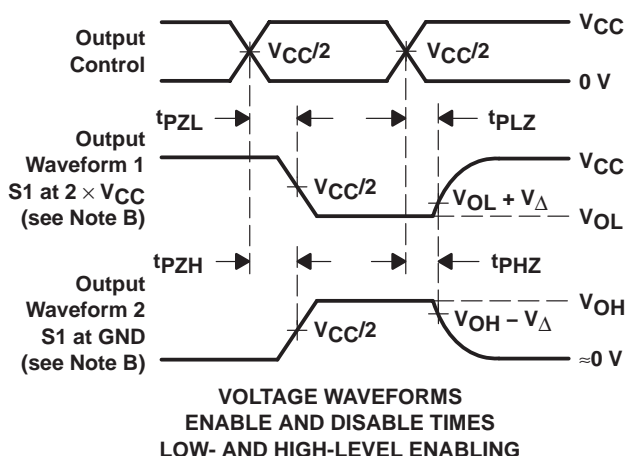 Output
Control
VCC/2
VCC/2
VCC
0 V
tPZL
tPLZ
Output
Waveform 1
S1 at 2 × VCC
(see Note B)
VCC/2
VCC
VOL + VΔ
VOL
tPZH
tPHZ
Output
Waveform 2
S1 at GND
(see Note B)
VCC/2
VOH
VOH – VΔ
≈0 V
VOLTAGE WAVEFORMS
ENABLE AND DISABLE TIMES
LOW- AND HIGH-LEVEL ENABLING